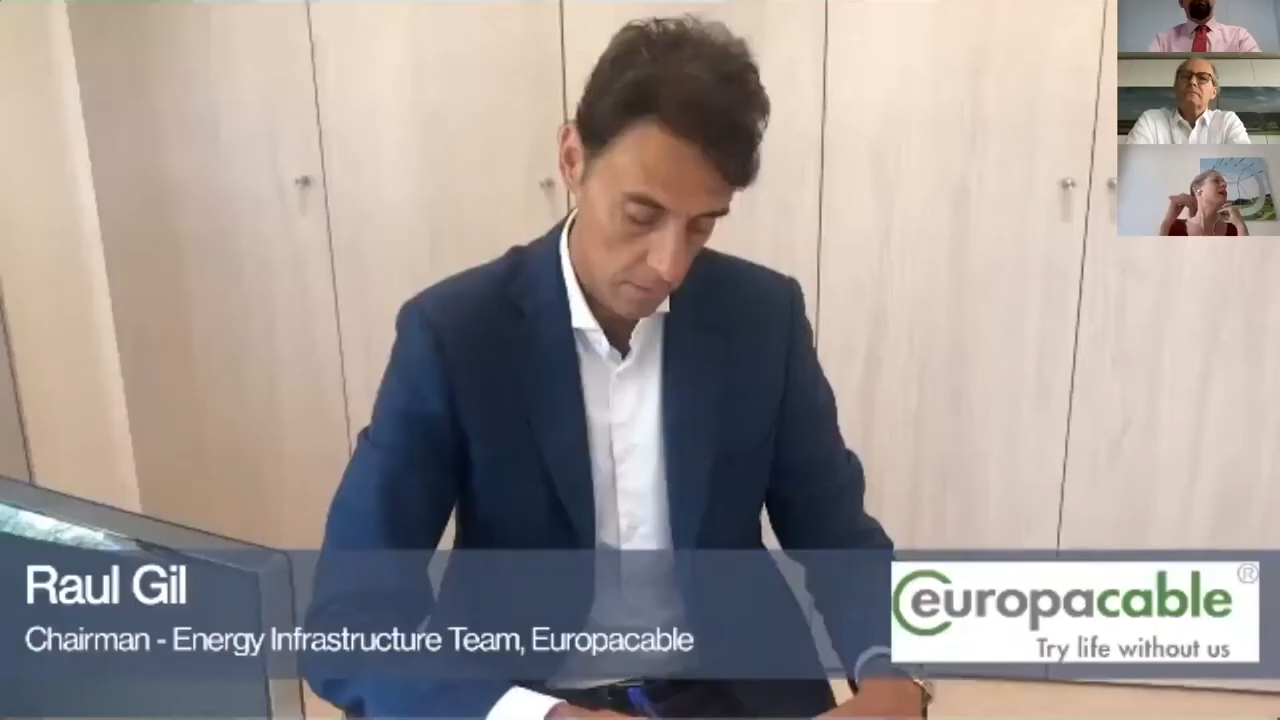 Raul Gil
Chairman - Energy Infrastructure Team, Europacable
europacable®
Try life without us